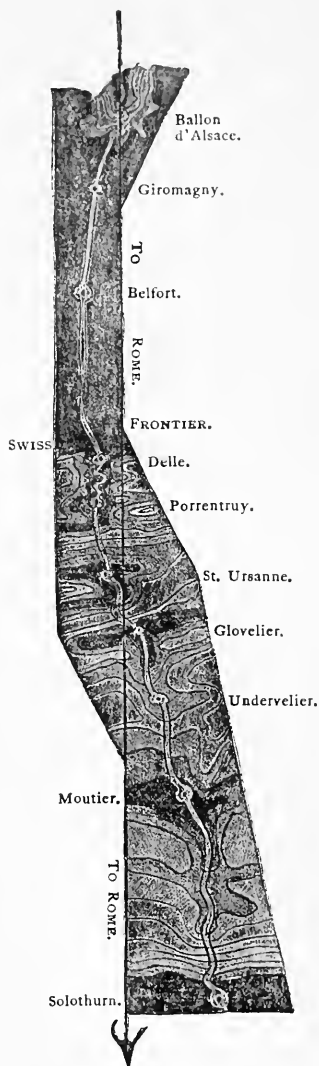 Ballon
d'Alsace.
Giromagny.
TO
Belfort.
ROME.
FRONTIER.
SWISS
Delle.
Porrentruy.
St. Ursanne.
Glovelier.
Undervelier.
Moutier.
TO ROME.
Solothurn.